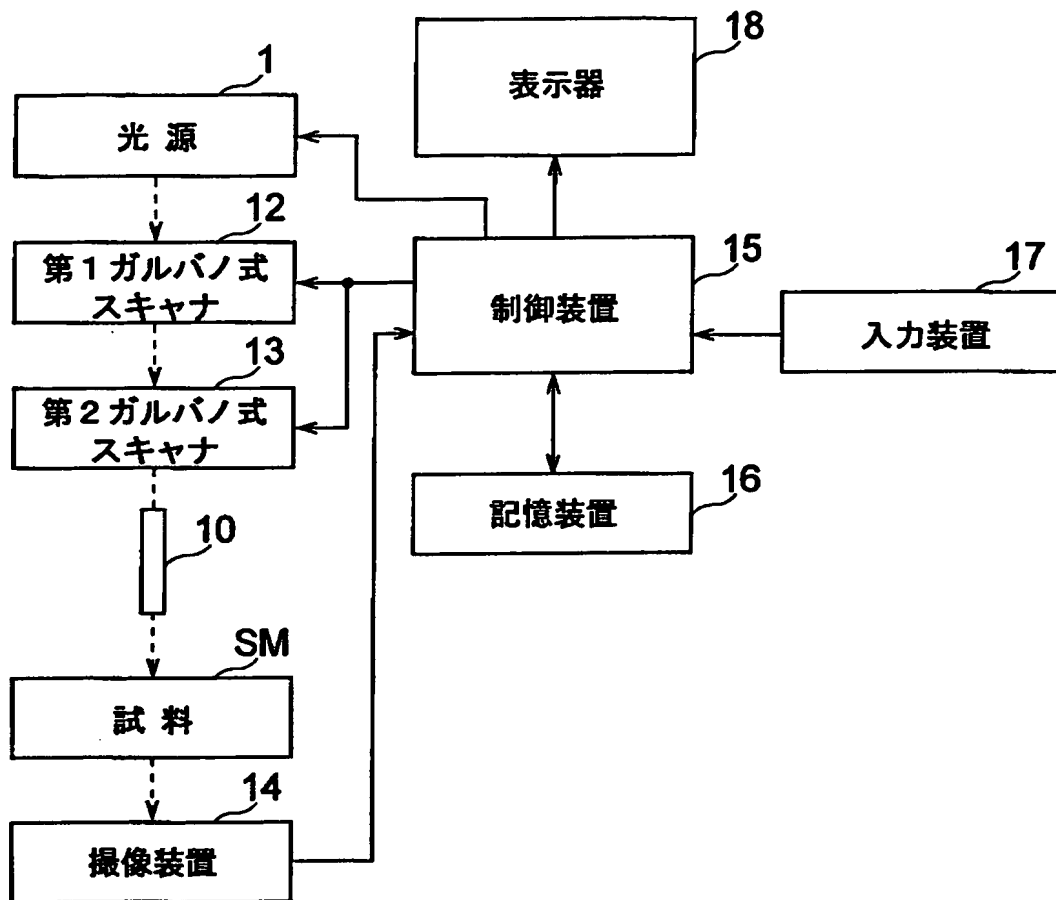 18
表示器
1
光 源
12
第1ガルバノ式
スキャナ
15
制御装置
17
入力装置
13
第2ガルバノ式
スキャナ
16
記憶装置
10
SM
試 料
14
撮像装置